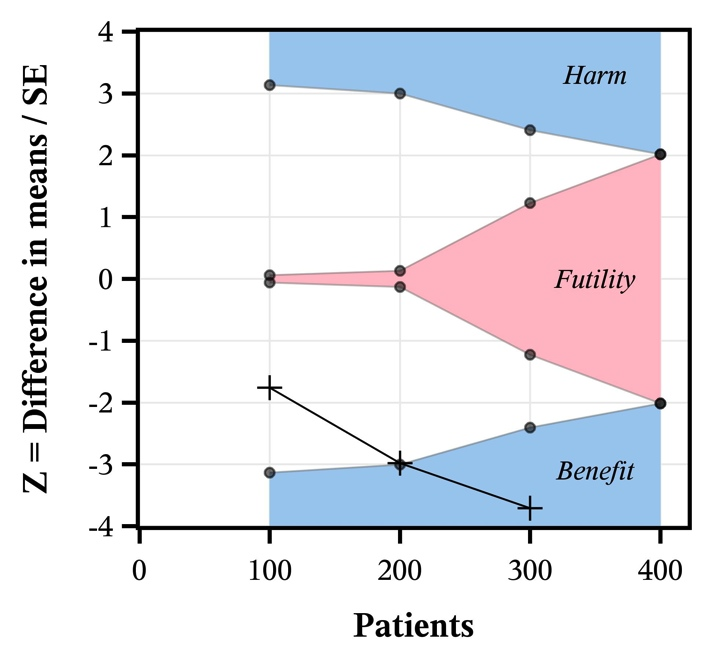 Z = Difference in means / SE
4
3
2
1
0
-1
-2
-3
-4
Harm
Futility
Benefit
0 100 200 300 400
Patients